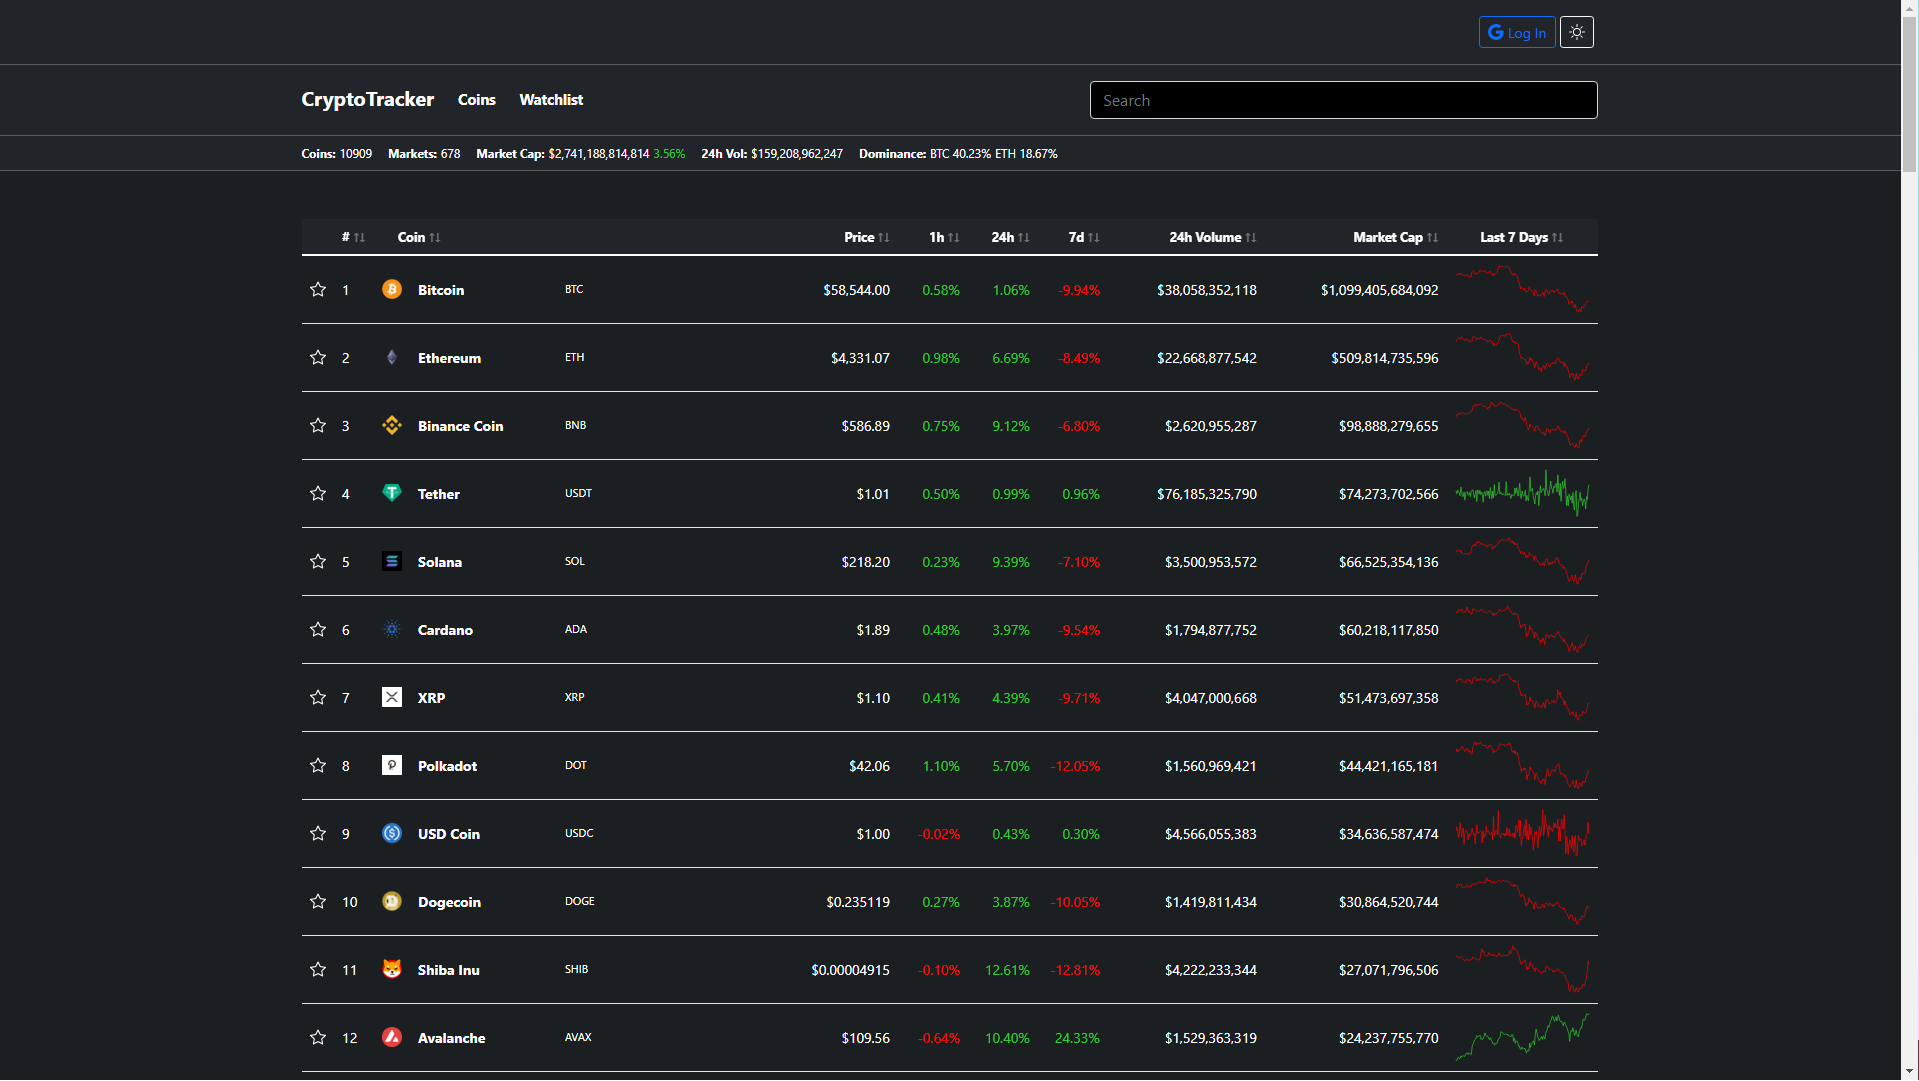 Log In
CryptoTracker Coins Watchlist Search
Coins: 10909 Markets: 678 Market Cap: $2,741,188,814,814 3.56% 24h Vol: $159,208,962,247 Dominance: BTC 40.23% ETH 18.67%
# Coin Price 1h 24h 7d 24h Volume Market Cap Last 7 Days
1 Bitcoin BTC $58,544.00 0.58% 1.06% -9.94% $38,058,352,118 $1,099,405,684,092
2 Ethereum ETH $4,331.07 0.98% 6.69% -8.49% $22,668,877,542 $509,814,735,596
3 Binance Coin BNB $586.89 0.75% 9.12% -6.80% $2,620,955,287 $98,888,279,655
4 Tether USDT $1.01 0.50% 0.99% 0.96% $76,185,325,790 $74,273,702,566
5 Solana SOL $218.20 0.23% 9.39% -7.10% $3,500,953,572 $66,525,354,136
6 Cardano ADA $1.89 0.48% 3.97% -9.54% $1,794,877,752 $60,218,117,850
7 XRP XRP $1.10 0.41% 4.39% -9.71% $4,047,000,668 $51,473,697,358
8 Polkadot DOT $42.06 1.10% 5.70% -12.05% $1,560,969,421 $44,421,165,181
9 USD Coin USDC $1.00 -0.02% 0.43% 0.30% $4,566,055,383 $34,636,587,474
10 Dogecoin DOGE $0.235119 0.27% 3.87% -10.05% $1,419,811,434 $30,864,520,744
11 Shiba Inu SHIB $0.00004915 -0.10% 12.61% -12.81% $4,222,233,344 $27,071,796,506
12 Avalanche AVAX $109.56 -0.64% 10.40% 24.33% $1,529,363,319 $24,237,755,770